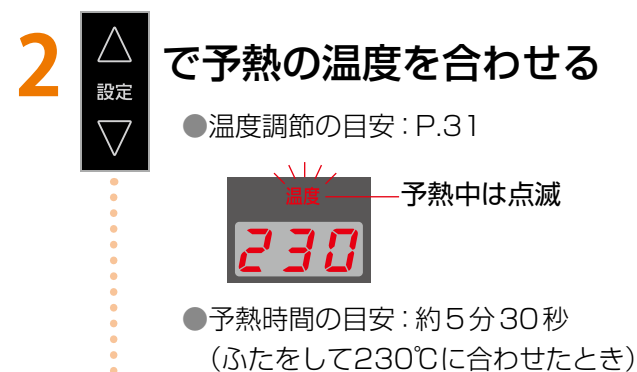 2 △ 設定 ▽ で予熱の温度を合わせる
●温度調節の目安：P.31
温度 予熱中は点滅
230
●予熱時間の目安：約5分30秒
（ふたをして230℃に合わせたとき）